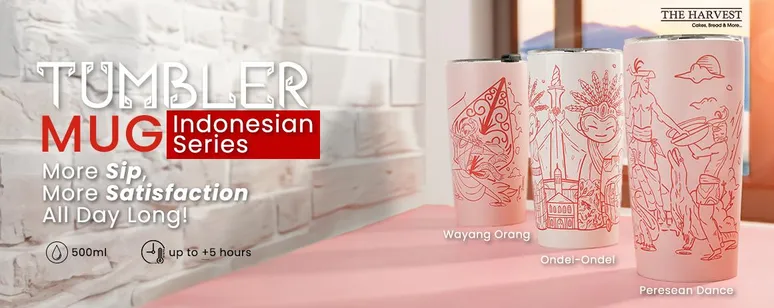 THE HARVEST
Cakes, Bread & More...
TUMBLER
MUG Indonesian
Series
More Sip,
More Satisfaction
All Day Long!
500ml
up to +5 hours
Wayang Orang
Ondel-Ondel
Peresean Dance